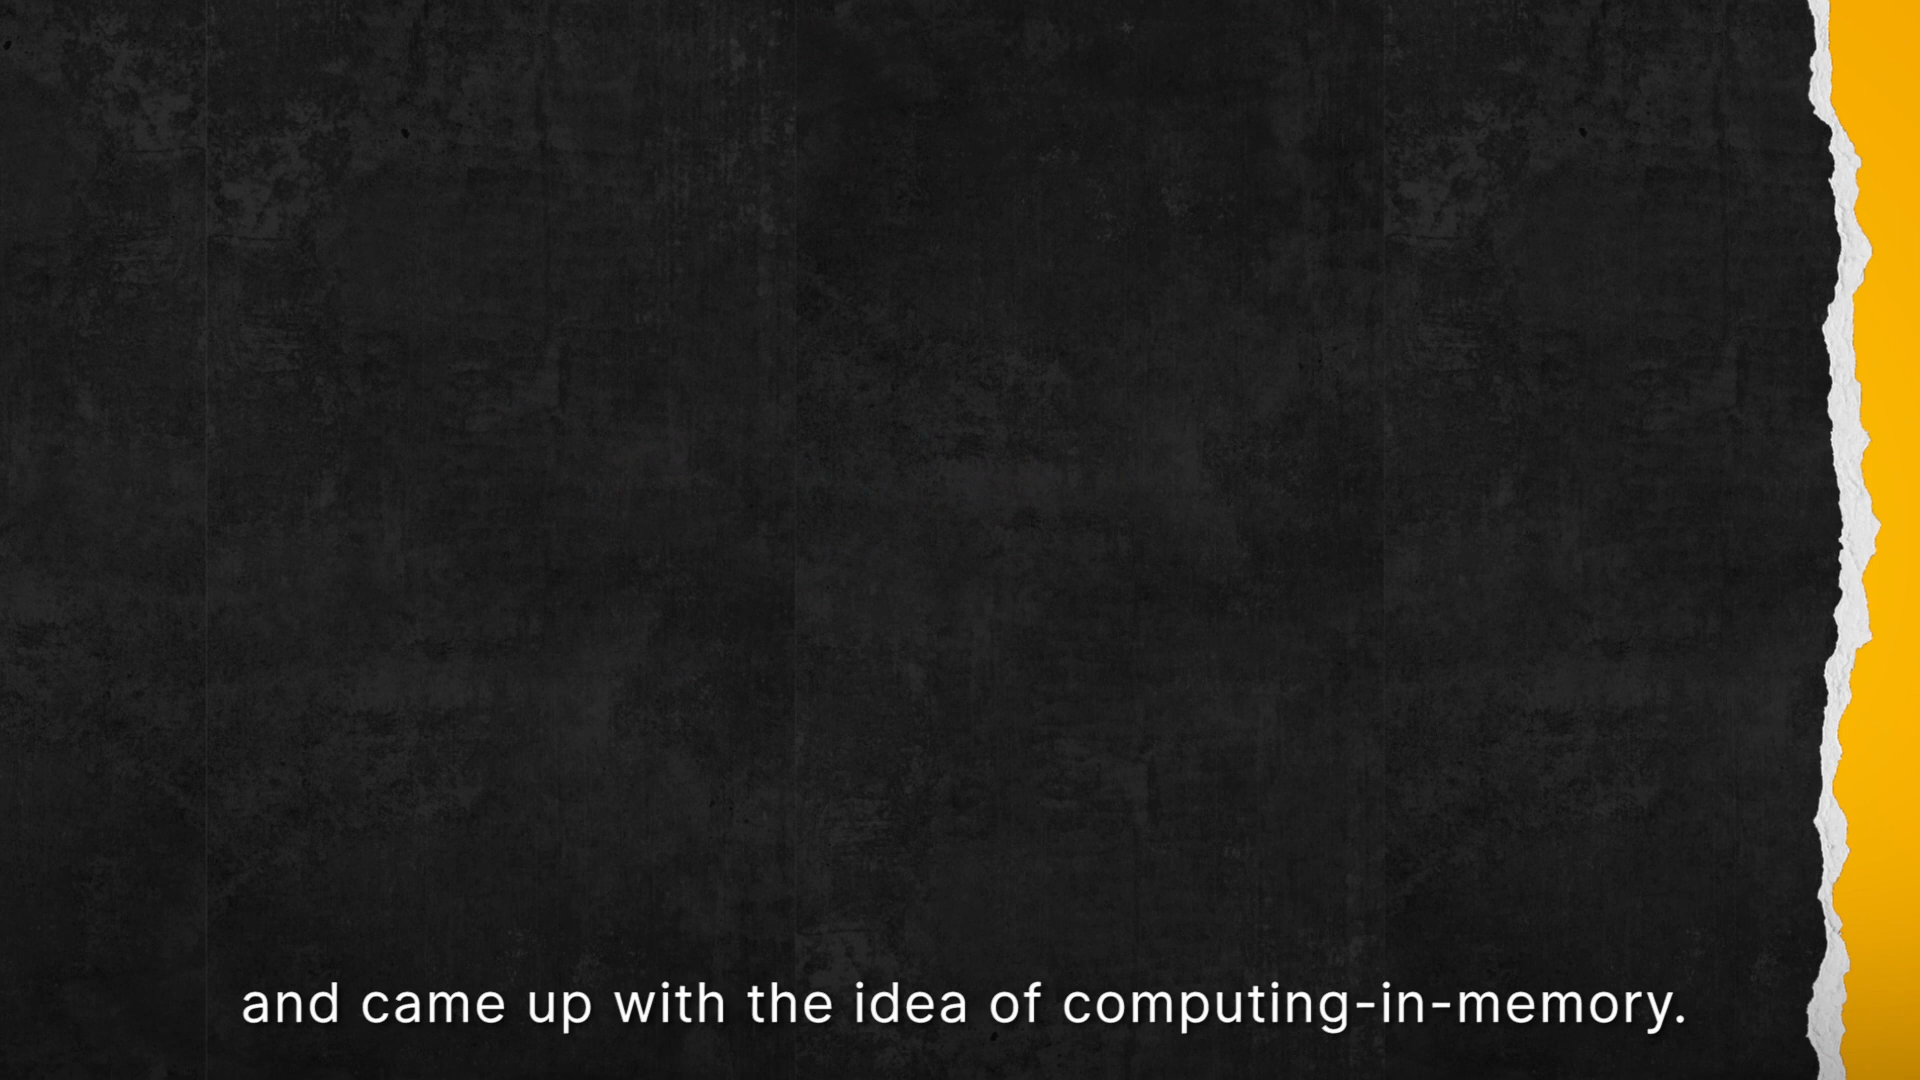 and came up with the idea of computing-in-memory.